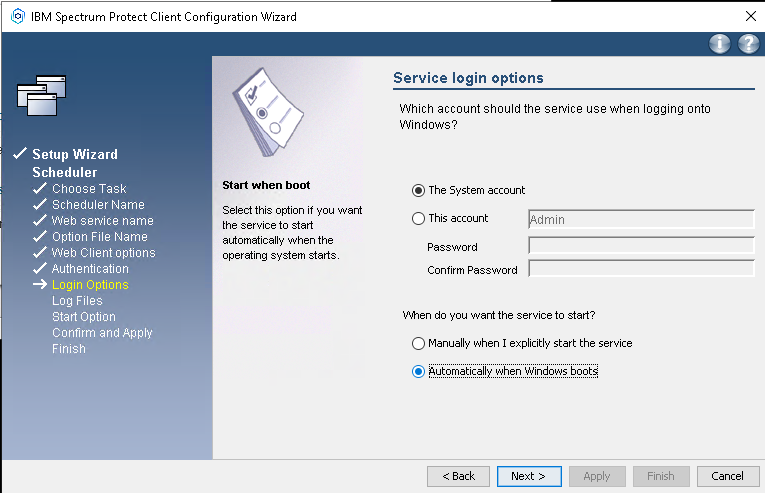 IBM Spectrum Protect Client Configuration Wizard
Setup Wizard
Scheduler
Choose Task
Scheduler Name
Web service name
Option File Name
Web Client options
Authentication
Login Options
Log Files
Start Option
Confirm and Apply
Finish
Start when boot
Select this option if you want
the service to start
automatically when the
operating system starts.
Service login options
Which account should the service use when logging onto
Windows?
The System account
This account
Admin
Password
Confirm Password
When do you want the service to start?
Manually when I explicitly start the service
Automatically when Windows boots
< Back
Next >
Apply
Finish
Cancel